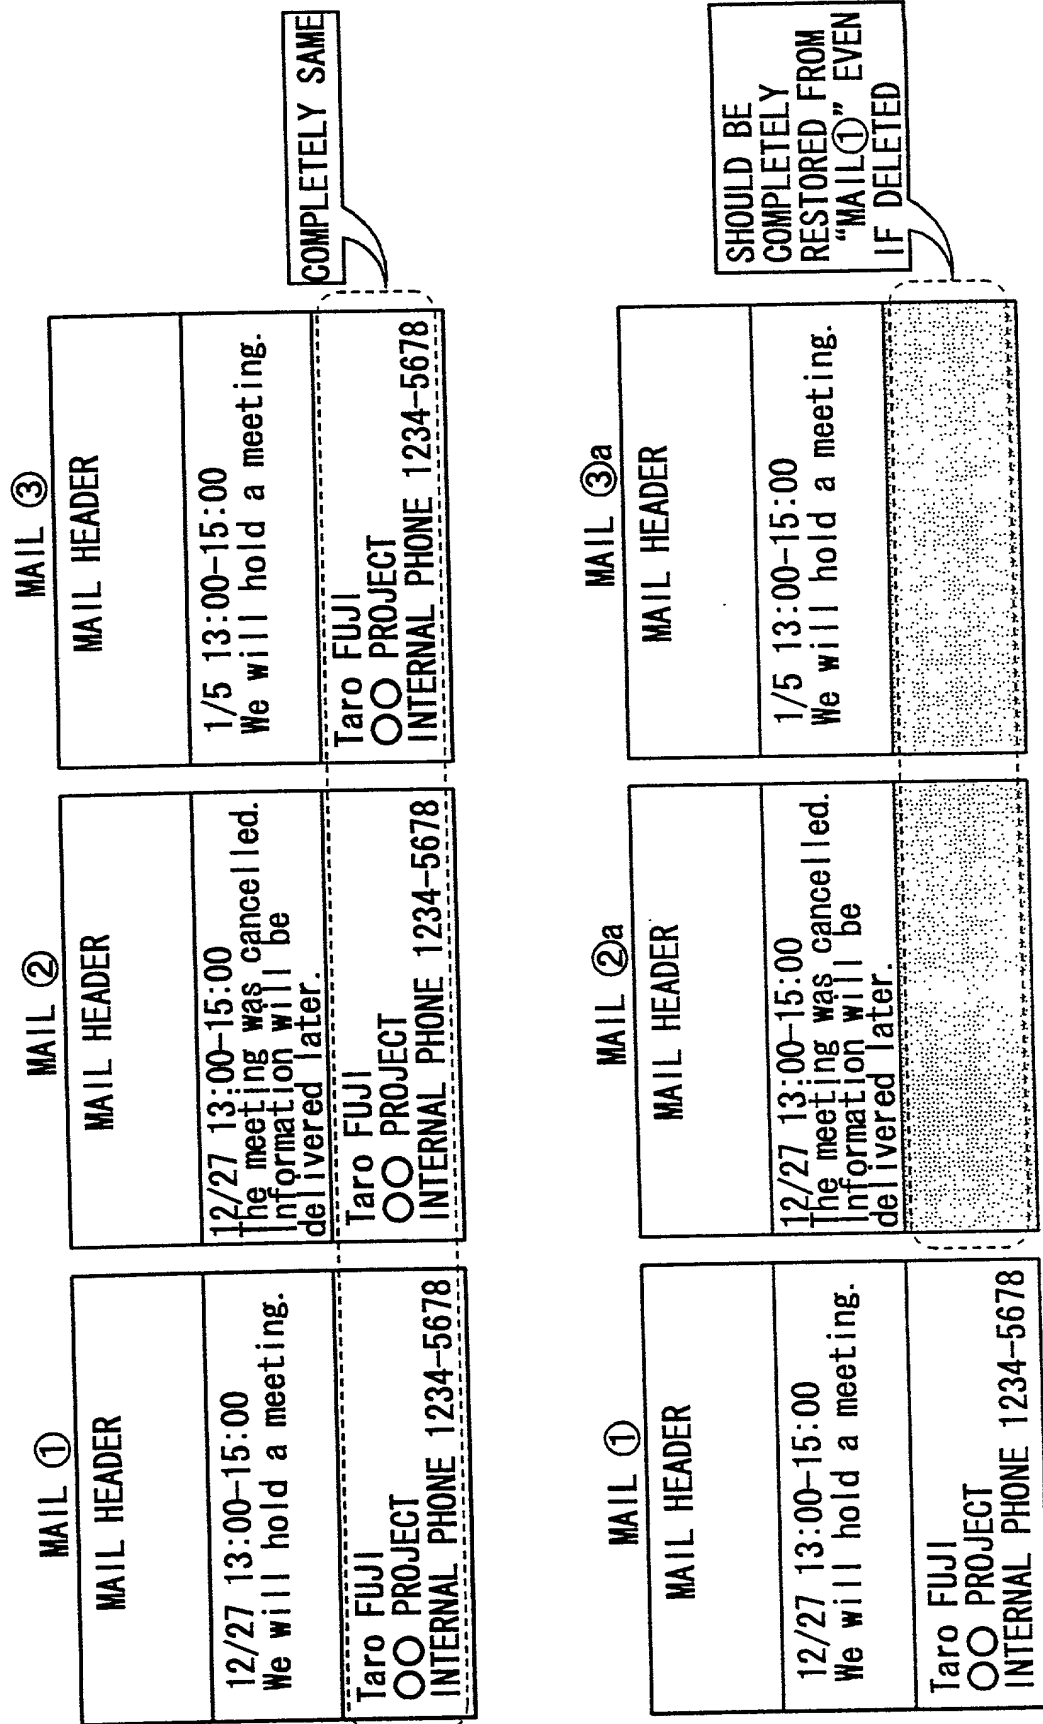 MAIL ①
MAIL HEADER
12/27 13:00-15:00
We will hold a meeting.
Taro FUJI
○○ PROJECT
INTERNAL PHONE 1234-5678
MAIL ②
MAIL HEADER
12/27 13:00-15:00
The meeting was cancelled.
Information will be
delivered later.
Taro FUJI
○○ PROJECT
INTERNAL PHONE 1234-5678
MAIL ③
MAIL HEADER
1/5 13:00-15:00
We will hold a meeting.
Taro FUJI
○○ PROJECT
INTERNAL PHONE 1234-5678
COMPLETELY SAME
MAIL ①
MAIL HEADER
12/27 13:00-15:00
We will hold a meeting.
Taro FUJI
○○ PROJECT
INTERNAL PHONE 1234-5678
MAIL ②a
MAIL HEADER
12/27 13:00-15:00
The meeting was cancelled.
Information will be
delivered later.
MAIL ③a
MAIL HEADER
1/5 13:00-15:00
We will hold a meeting.
SHOULD BE
COMPLETELY
RESTORED FROM
“MAIL①” EVEN
IF DELETED